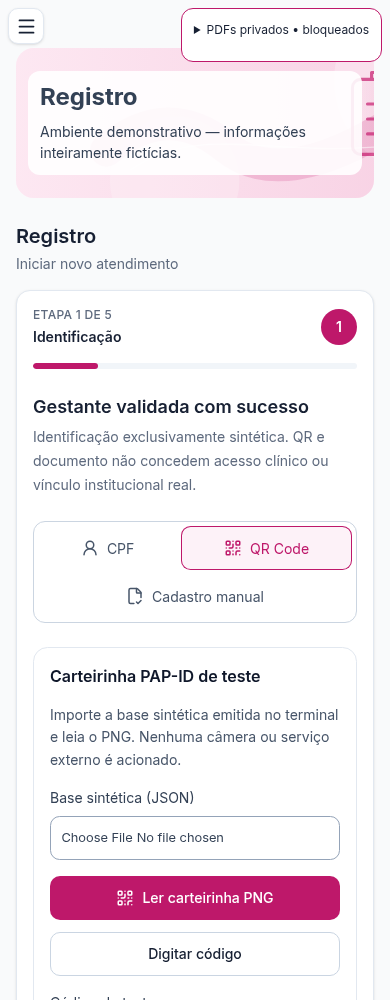 ▶ PDFs privados • bloqueados
Registro
Ambiente demonstrativo — informações
inteiramente fictícias.
Registro
Iniciar novo atendimento
ETAPA 1 DE 5
Identificação
1
Gestante validada com sucesso
Identificação exclusivamente sintética. QR e
documento não concedem acesso clínico ou
vínculo institucional real.
CPF
QR Code
Cadastro manual
Carteirinha PAP-ID de teste
Importe a base sintética emitida no terminal
e leia o PNG. Nenhuma câmera ou serviço
externo é acionado.
Base sintética (JSON)
Choose File No file chosen
Ler carteirinha PNG
Digitar código